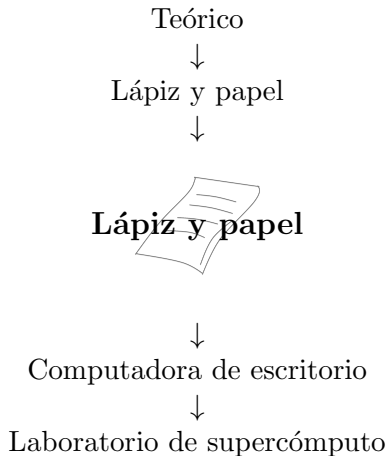 Teórico
↓
Lápiz y papel
↓
Lápiz y papel
↓
Computadora de escritorio
↓
Laboratorio de supercómputo